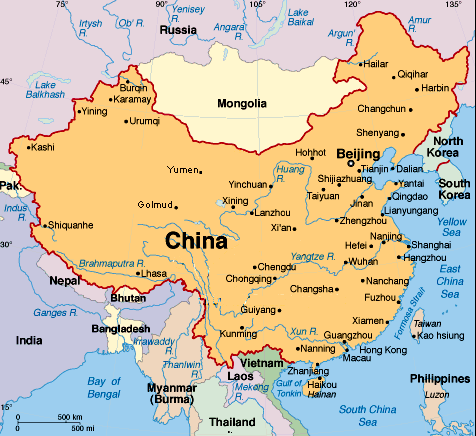 75°
90°
105°
120°
135°
Irtysh
R.
Ob' R.
Yenisey
R.
Angara
R.
Lake
Baikal
Argun'
R.
Amur
R.
Russia
Hailar
Qiqihar
Harbin
Changchun
Shenyang
45°
Lake
Balkhash
Burqin
Karamay
Yining
Urumqi
Mongolia
Kashi
Hohhot
Beijing
Tianjin
Dalian
North
Korea
South
Korea
Pak.
Yumen
Huang
R.
Yinchuan
Shijiazhuang
Taiyuan
Yantai
Qingdao
Jinan
Lianyungang
Indus
R.
Golmud
Xining
Lanzhou
Zhengzhou
Yellow
Sea
Shiquanhe
Xi'an
China
30°
Nanjing
Hefei
Shanghai
Hangzhou
Yangtze R.
Wuhan
Brahmaputra R.
Lhasa
Chengdu
Chongqing
Changsha
Nanchang
East
China
Sea
Nepal
Bhutan
Ganges R.
Guiyang
Fuzhou
Formosa Strait
Bangladesh
Irrawaddy
R.
Kunming
Xun R.
Xiamen
Taiwan
Kao hsiung
India
Thanlwin
R.
Guangzhou
Hong Kong
Macau
Nanning
Vietnam
Zhanjiang
Laos
Mekong
R.
Gulf of
Tonkin
Haikou
Hainan
Bay of
Bengal
Myanmar
(Burma)
Philippines
Luzon
15°
0
500 km
0
500 mi
Thailand
South China
Sea